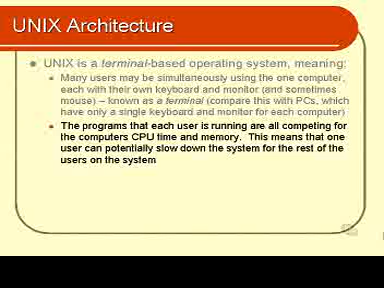 UNIX Architecture
UNIX is a terminal-based operating system, meaning:
Many users may be simultaneously using the one computer,
each with their own keyboard and monitor (and sometimes
mouse) – known as a terminal (compare this with PCs, which
have only a single keyboard and monitor for each computer)
The programs that each user is running are all competing for
the computers CPU time and memory. This means that one
user can potentially slow down the system for the rest of the
users on the system